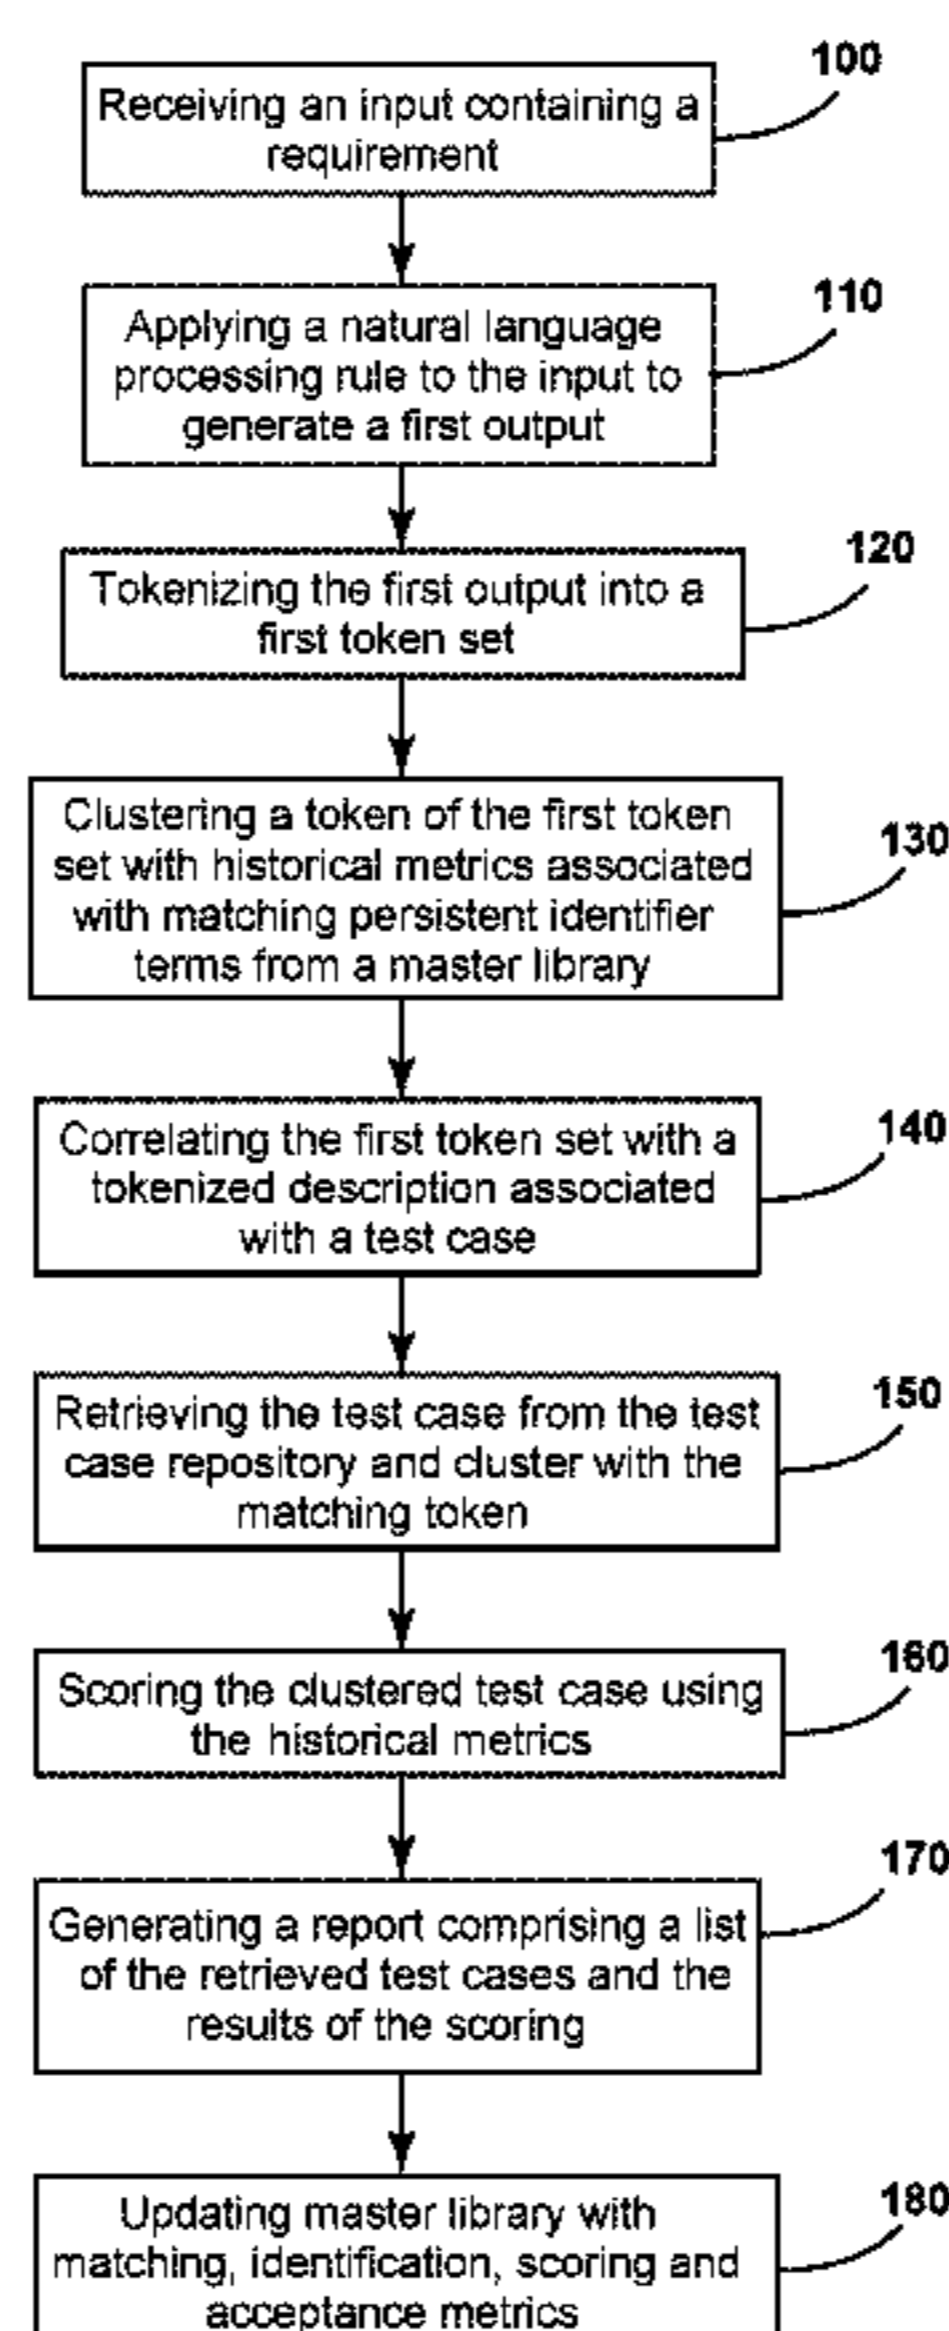 100
Receiving an input containing a
requirement
110
Applying a natural language
processing rule to the input to
generate a first output
120
Tokenizing the first output into a
first token set
130
Clustering a token of the first token
set with historical metrics associated
with matching persistent identifier
terms from a master library
140
Correlating the first token set with a
tokenized description associated
with a test case
150
Retrieving the test case from the test
case repository and cluster with the
matching token
160
Scoring the clustered test case using
the historical metrics
170
Generating a report comprising a list
of the retrieved test cases and the
results of the scoring
180
Updating master library with
matching, identification, scoring and
acceptance metrics